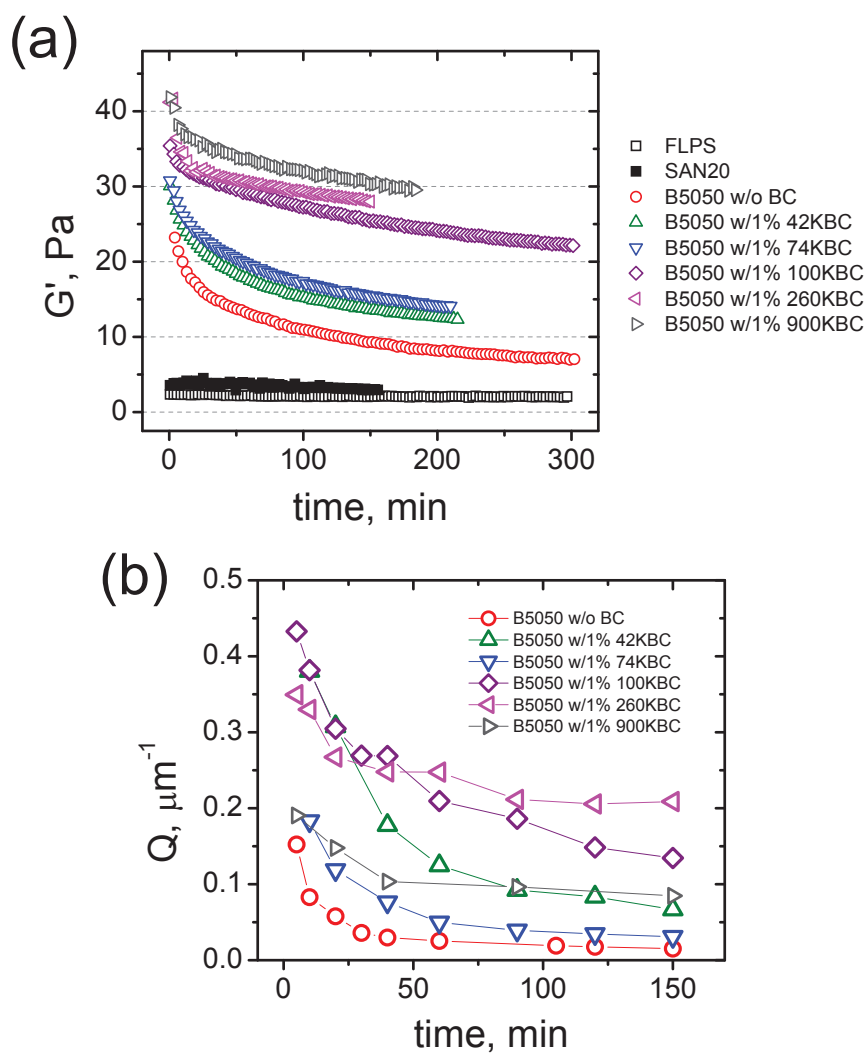 (a)
40
30
20
10
0
G', Pa
0 100 200 300
time, min
FLPS
SAN20
B5050 w/o BC
B5050 w/1% 42KBC
B5050 w/1% 74KBC
B5050 w/1% 100KBC
B5050 w/1% 260KBC
B5050 w/1% 900KBC
(b)
0.5
0.4
0.3
0.2
0.1
0.0
Q, μm⁻¹
B5050 w/o BC
B5050 w/1% 42KBC
B5050 w/1% 74KBC
B5050 w/1% 100KBC
B5050 w/1% 260KBC
B5050 w/1% 900KBC
0 50 100 150
time, min